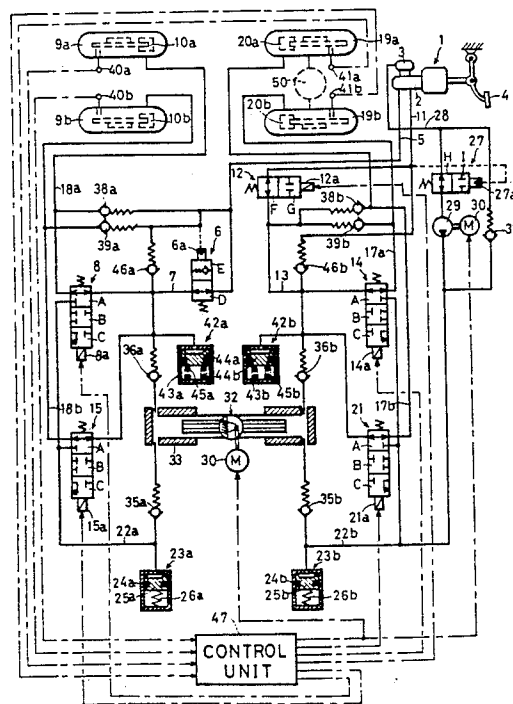 9a 10a 20a 19a 3 1
40a 50 41a 4
40b 41b 2
9b 10b 20b 19b 11 28
5
18a 12 12a H I 27
38a F G 38b 27a
6a 6 29 30
39a E 39b
46a 7 D 46b 17a
8 13 14
A 42a 42b A
B B
36a 44a 44b 36b
C 43a 45a 43b 45b C
8a 14a
18b 15 32 17b 21
A 33 A
B 30 B
C M C
15a 35a 35b 21a
22a 22b
23a 23b
24a 24b
25a 26a 25b 26b
47
CONTROL
UNIT